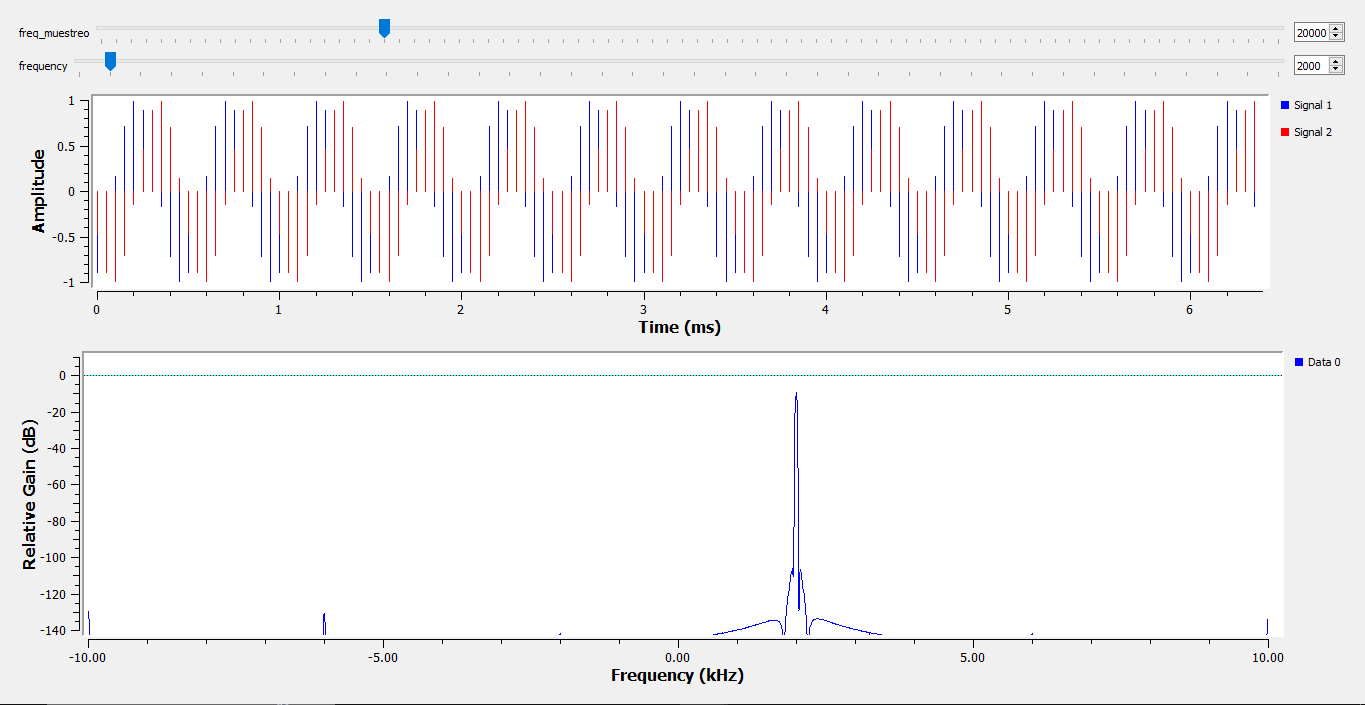 freq_muestreo 20000
frequency 2000
1
0.5
0
-0.5
-1
Amplitude
Signal 1
Signal 2
0 1 2 3 4 5 6
Time (ms)
0
-20
-40
-60
-80
-100
-120
-140
Relative Gain (dB)
Data 0
-10.00 -5.00 0.00 5.00 10.00
Frequency (kHz)